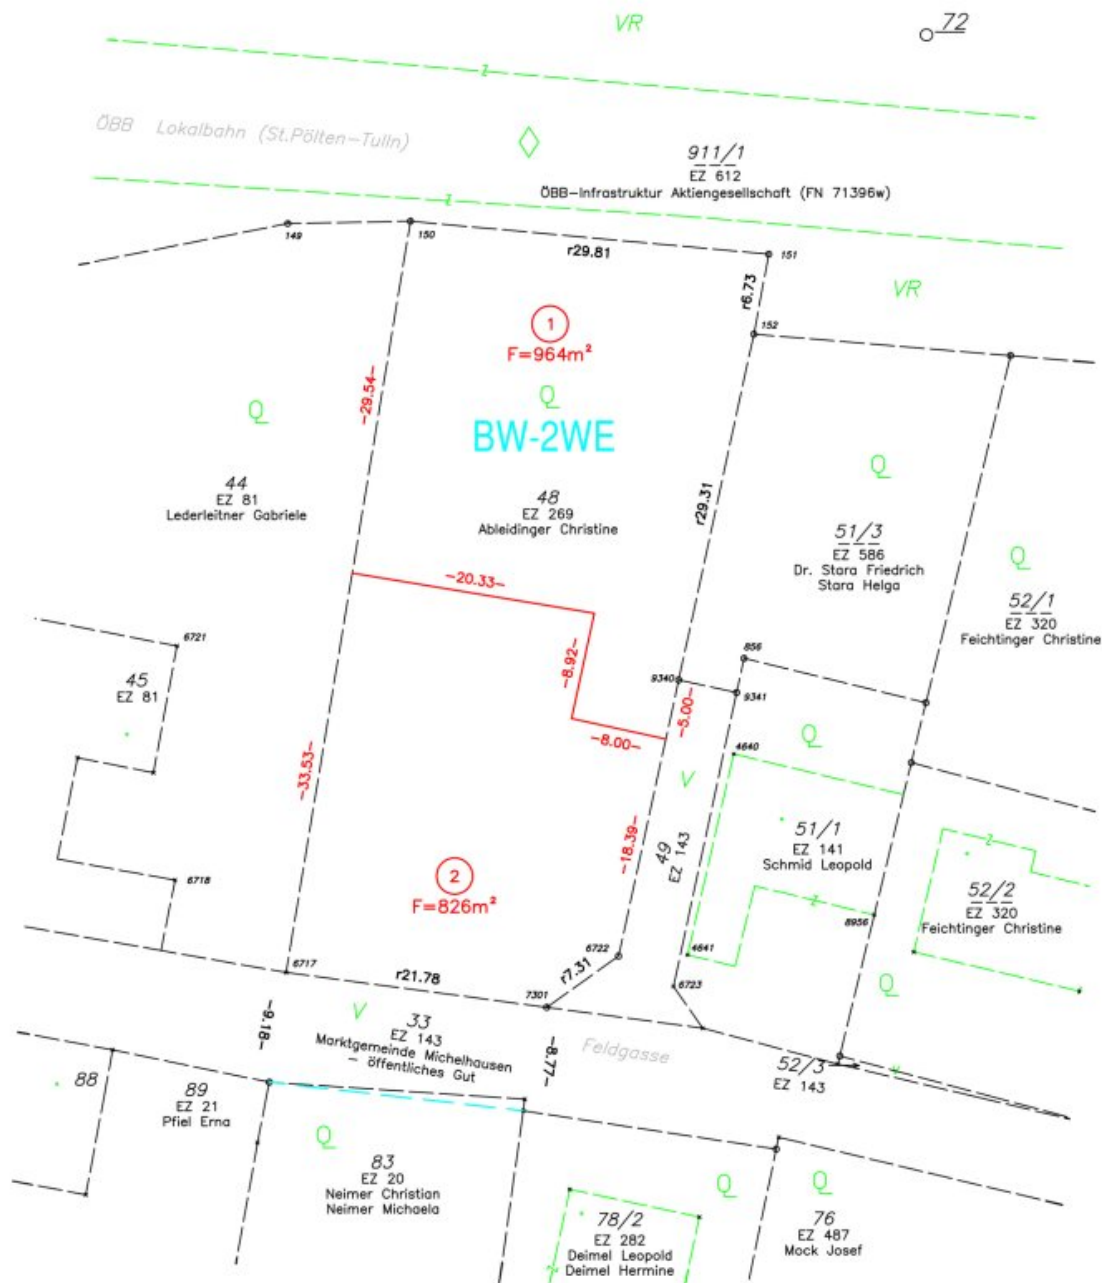 VR
72
ÖBB Lokalbahn (St.Pölten-Tulln)
911/1
EZ 612
ÖBB-Infrastruktur Aktiengesellschaft (FN 71396w)
149
150
r29.81
151
r6.73
VR
152
1
F=964m²
-29.54-
Q
Q
BW-2WE
Q
44
EZ 81
Lederleitner Gabriele
48
EZ 269
Ableidinger Christine
r29.31
51/3
EZ 586
Dr. Stara Friedrich
Stara Helga
Q
52/1
EZ 320
Feichtinger Christine
-20.33-
6721
45
EZ 81
-8.92-
856
9340
9341
-5.00-
-8.00-
4640
Q
-33.53-
V
-18.39-
49
EZ 143
51/1
EZ 141
Schmid Leopold
2
F=826m²
6718
52/2
EZ 320
Feichtinger Christine
8956
6722
4641
6717
r21.78
r7.31
7301
6723
Q
-9.18-
V
33
EZ 143
Marktgemeinde Michelhausen
- öffentliches Gut
-8.77-
Feldgasse
52/3
EZ 143
V
88
89
EZ 21
Pfiel Erna
Q
83
EZ 20
Neimer Christian
Neimer Michaela
Q
Q
78/2
EZ 282
Deimel Leopold
Deimel Hermine
76
EZ 487
Mock Josef